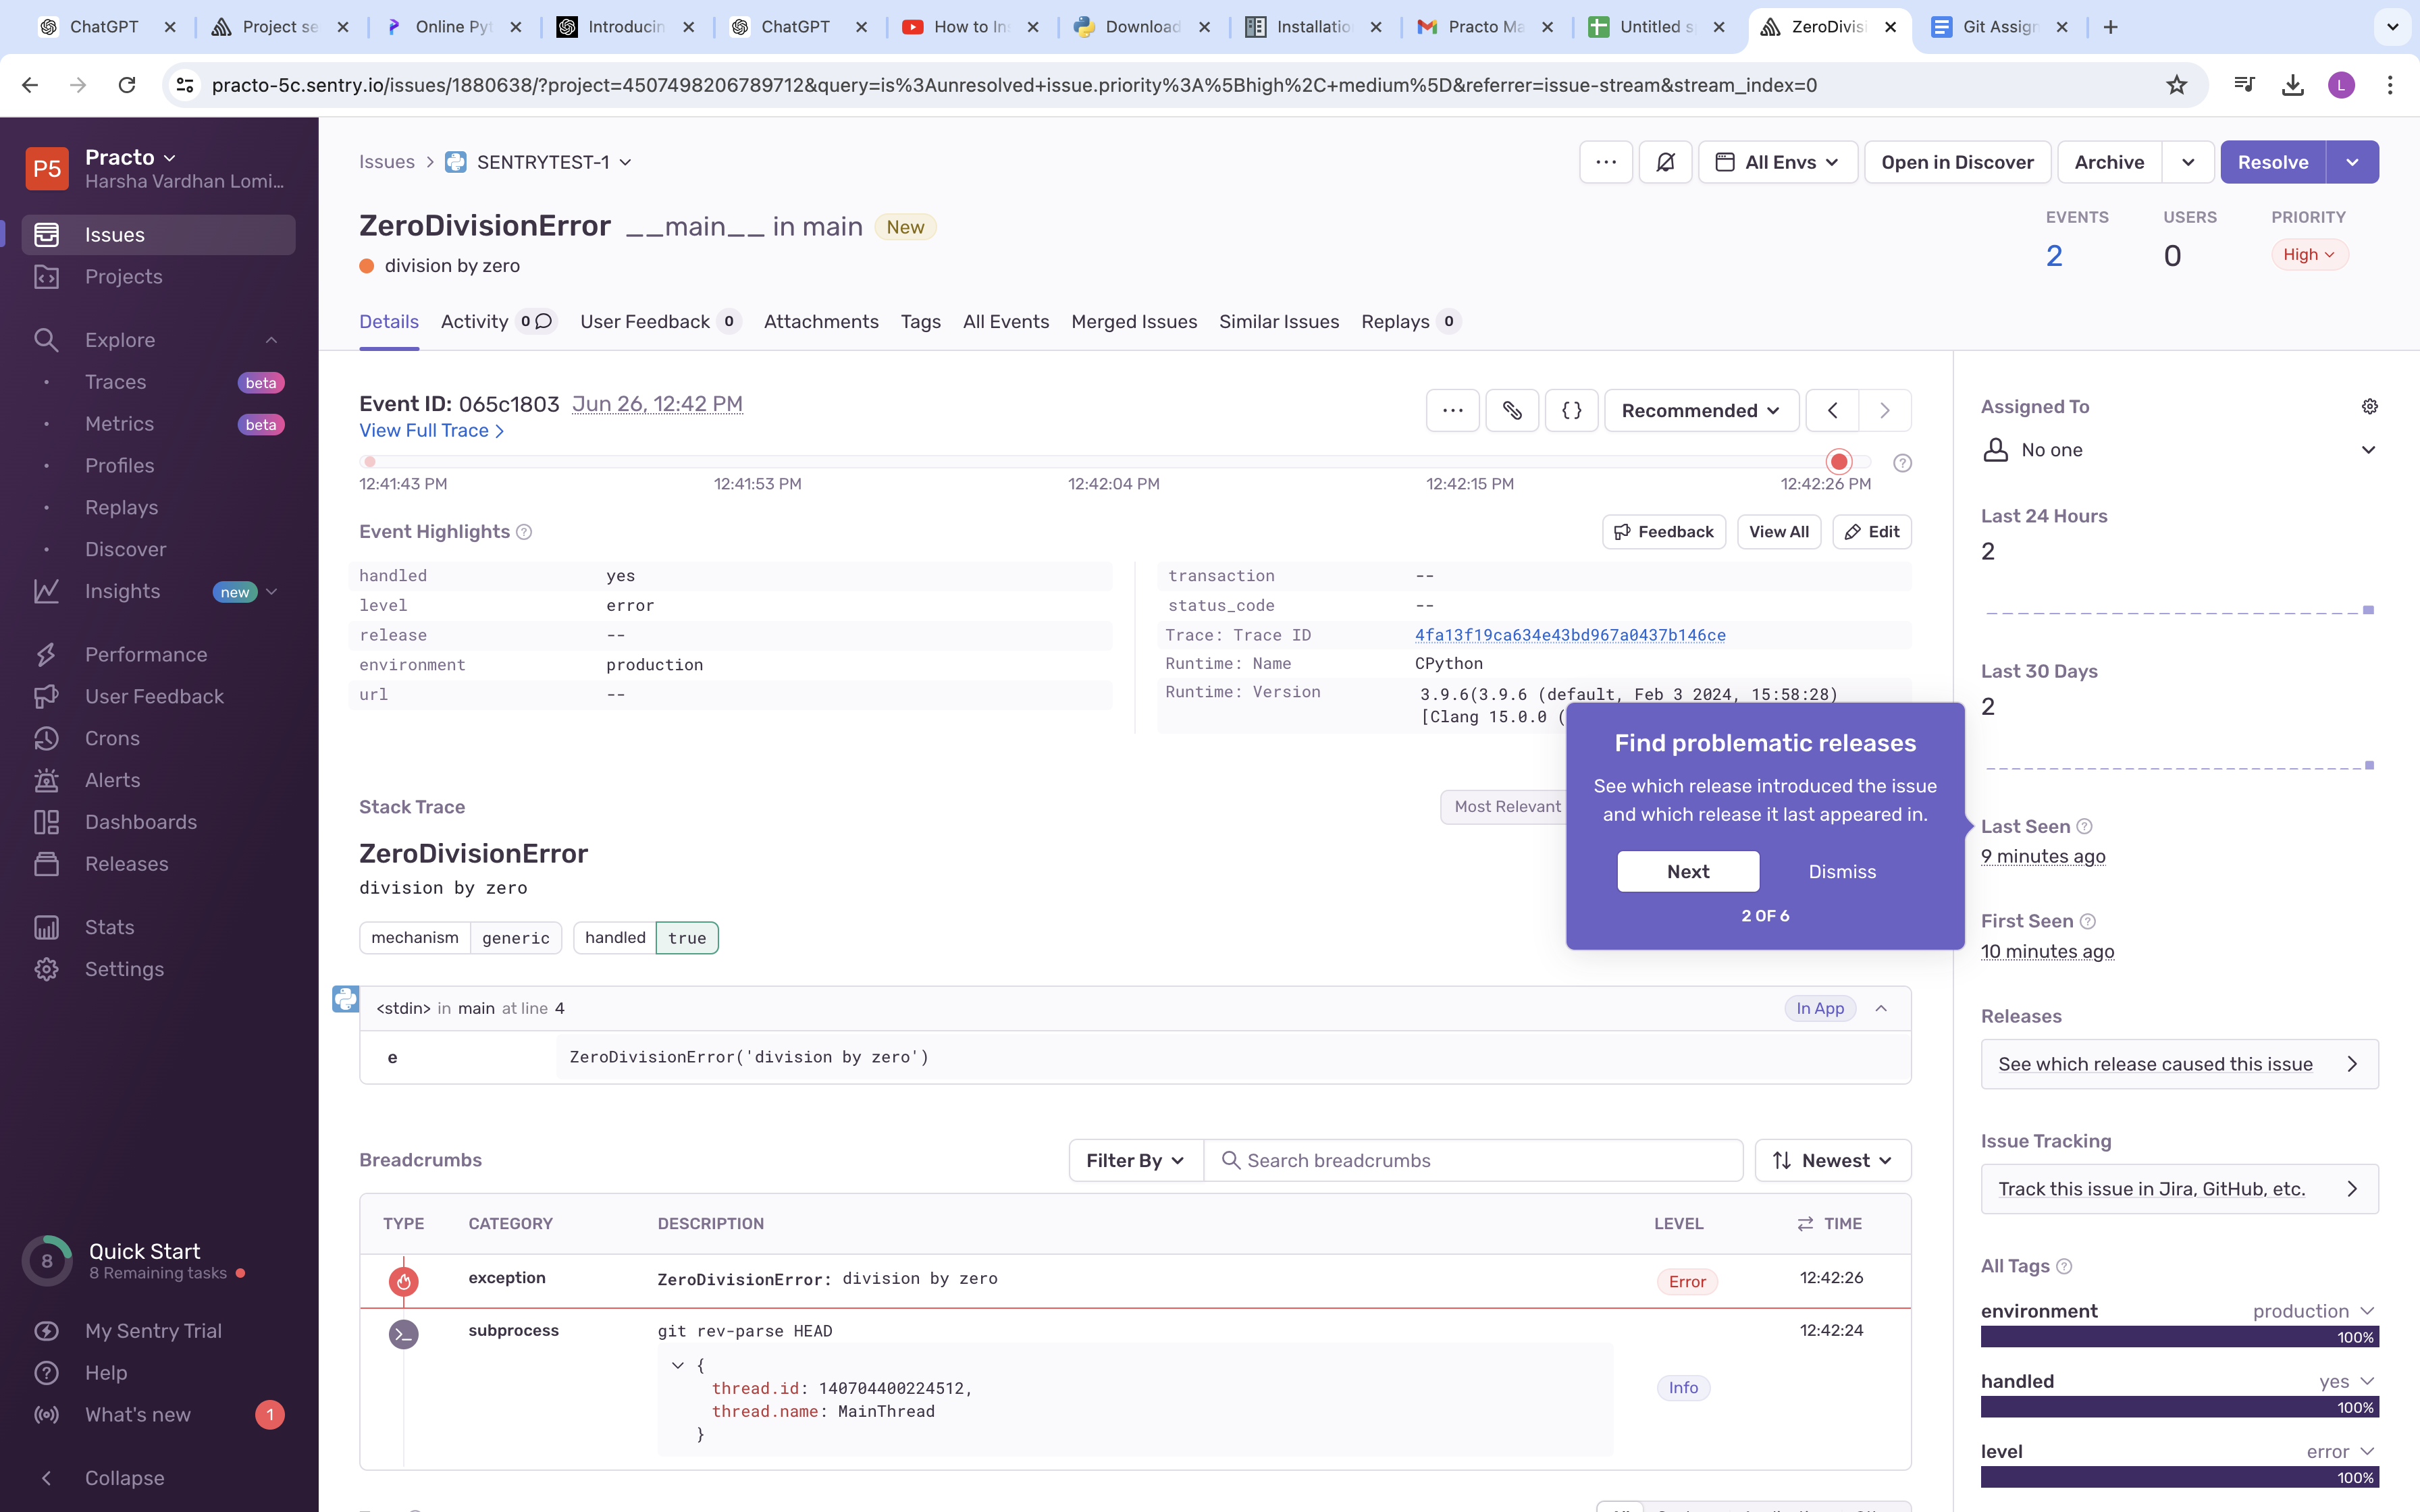 ChatGPT
Project se
Online Pyt
Introducin
ChatGPT
How to Ins
Download
Installatio
Practo Ma
Untitled s
ZeroDivisi
Git Assign
practo-5c.sentry.io/issues/1880638/?project=4507498206789712&query=is%3Aunresolved+issue.priority%3A%5Bhigh%2C+medium%5D&referrer=issue-stream&stream_index=0
L
P5
Practo
Harsha Vardhan Lomi...
Issues
Projects
Explore
Traces beta
Metrics beta
Profiles
Replays
Discover
Insights new
Performance
User Feedback
Crons
Alerts
Dashboards
Releases
Stats
Settings
8
Quick Start
8 Remaining tasks
My Sentry Trial
Help
What's new 1
Collapse
Issues > SENTRYTEST-1
All Envs
Open in Discover
Archive
Resolve
ZeroDivisionError __main__ in main New
division by zero
EVENTS
2
USERS
0
PRIORITY
High
Details
Activity 0
User Feedback 0
Attachments
Tags
All Events
Merged Issues
Similar Issues
Replays 0
Event ID: 065c1803 Jun 26, 12:42 PM
View Full Trace >
{} Recommended
12:41:43 PM
12:41:53 PM
12:42:04 PM
12:42:15 PM
12:42:26 PM
Event Highlights ?
Feedback
View All
Edit
handled yes
level error
release --
environment production
url --
transaction --
status_code --
Trace: Trace ID 4fa13f19ca634e43bd967a0437b146ce
Runtime: Name CPython
Runtime: Version 3.9.6(3.9.6 (default, Feb 3 2024, 15:58:28)
[Clang 15.0.0 (
Find problematic releases
See which release introduced the issue
and which release it last appeared in.
Next
Dismiss
2 OF 6
Stack Trace
Most Relevant
ZeroDivisionError
division by zero
mechanism generic
handled true
<stdin> in main at line 4
In App
e ZeroDivisionError('division by zero')
Breadcrumbs
Filter By
Search breadcrumbs
Newest
TYPE CATEGORY DESCRIPTION LEVEL TIME
exception ZeroDivisionError: division by zero Error 12:42:26
subprocess git rev-parse HEAD Info 12:42:24
{
thread.id: 140704400224512,
thread.name: MainThread
}
Assigned To
No one
Last 24 Hours
2
Last 30 Days
2
Last Seen ?
9 minutes ago
First Seen ?
10 minutes ago
Releases
See which release caused this issue
Issue Tracking
Track this issue in Jira, GitHub, etc.
All Tags ?
environment production
100%
handled yes
100%
level error
100%